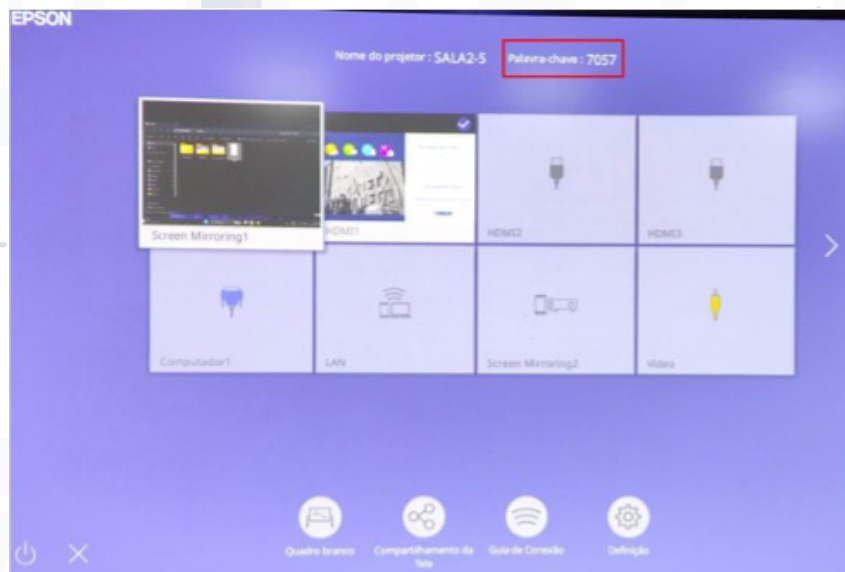 EPSON
Nome do projetor : SALA2-5 Palavra-chave : 7057
Screen Mirroring1
HDMI1
HDMI2
HDMI3
Computador1
LAN
Screen Mirroring2
Vídeo
Quadro branco
Compartilhamento da
Tela
Guia de Conexão
Definição